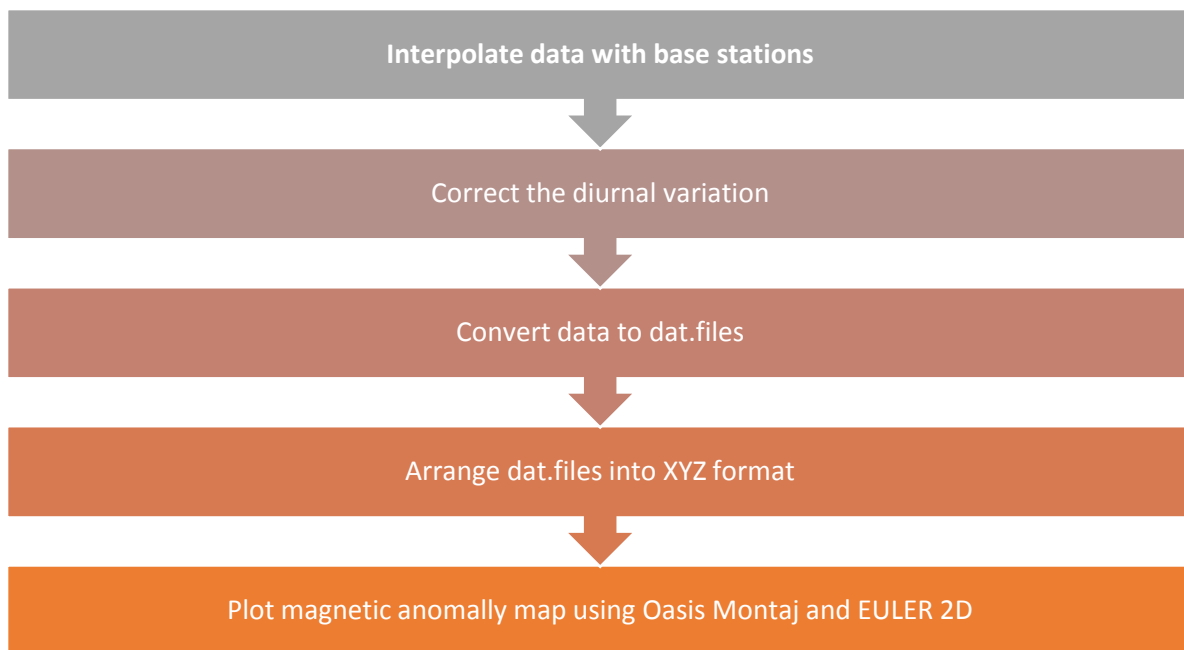 Interpolate data with base stations
Correct the diurnal variation
Convert data to dat.files
Arrange dat.files into XYZ format
Plot magnetic anomally map using Oasis Montaj and EULER 2D